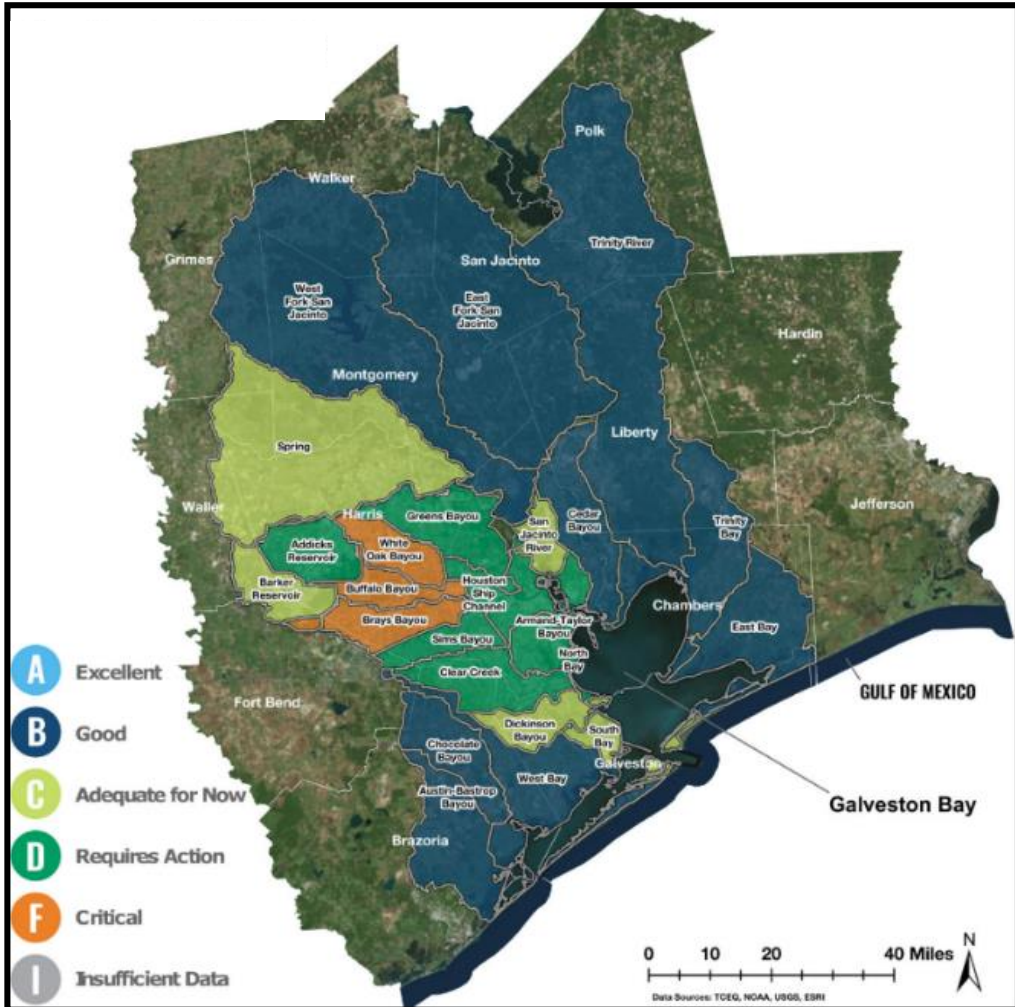 Polk
Walker
Trinity River
Grimes
San Jacinto
West
Fork San
Jacinto
East
Fork San
Jacinto
Hardin
Montgomery
Liberty
Spring
Jefferson
Waller
Harris
Greens Bayou
San
Jacinto
River
Cedar
Bayou
Trinity
Bay
Addicks
Reservoir
White
Oak Bayou
Barker
Reservoir
Buffalo Bayou
Houston
Ship
Channel
Chambers
Brays Bayou
Armand-Taylor
Bayou
East Bay
Sims Bayou
North
Bay
A
Excellent
Clear Creek
GULF OF MEXICO
Fort Bend
B
Good
Dickinson
Bayou
South
Bay
Chocolate
Bayou
Galveston
West Bay
C
Adequate for Now
Austin-Bastrop
Bayou
Galveston Bay
Brazoria
D
Requires Action
F
Critical
0 10 20 40 Miles
N
I
Insufficient Data
Data Sources: TCEQ, NOAA, USGS, ESRI